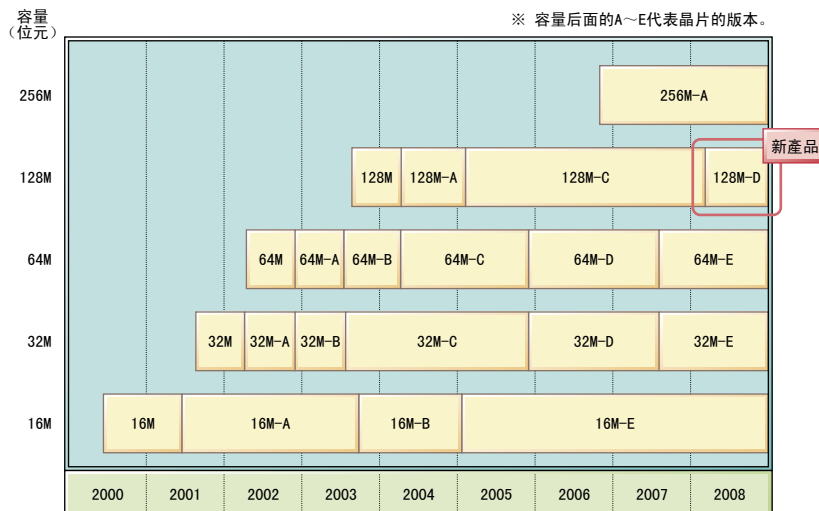 容量
(位元)
※ 容量后面的A～E代表晶片的版本。
256M
256M-A
新產品
128M
128M
128M-A
128M-C
128M-D
64M
64M
64M-A
64M-B
64M-C
64M-D
64M-E
32M
32M
32M-A
32M-B
32M-C
32M-D
32M-E
16M
16M
16M-A
16M-B
16M-E
2000
2001
2002
2003
2004
2005
2006
2007
2008